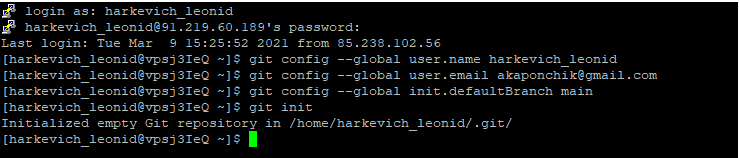 login as: harkevich_leonid
harkevich_leonid@91.219.60.189's password:
Last login: Tue Mar  9 15:25:52 2021 from 85.238.102.56
[harkevich_leonid@vpsj3IeQ ~]$ git config --global user.name harkevich_leonid
[harkevich_leonid@vpsj3IeQ ~]$ git config --global user.email akaponchik@gmail.com
[harkevich_leonid@vpsj3IeQ ~]$ git config --global init.defaultBranch main
[harkevich_leonid@vpsj3IeQ ~]$ git init
Initialized empty Git repository in /home/harkevich_leonid/.git/
[harkevich_leonid@vpsj3IeQ ~]$